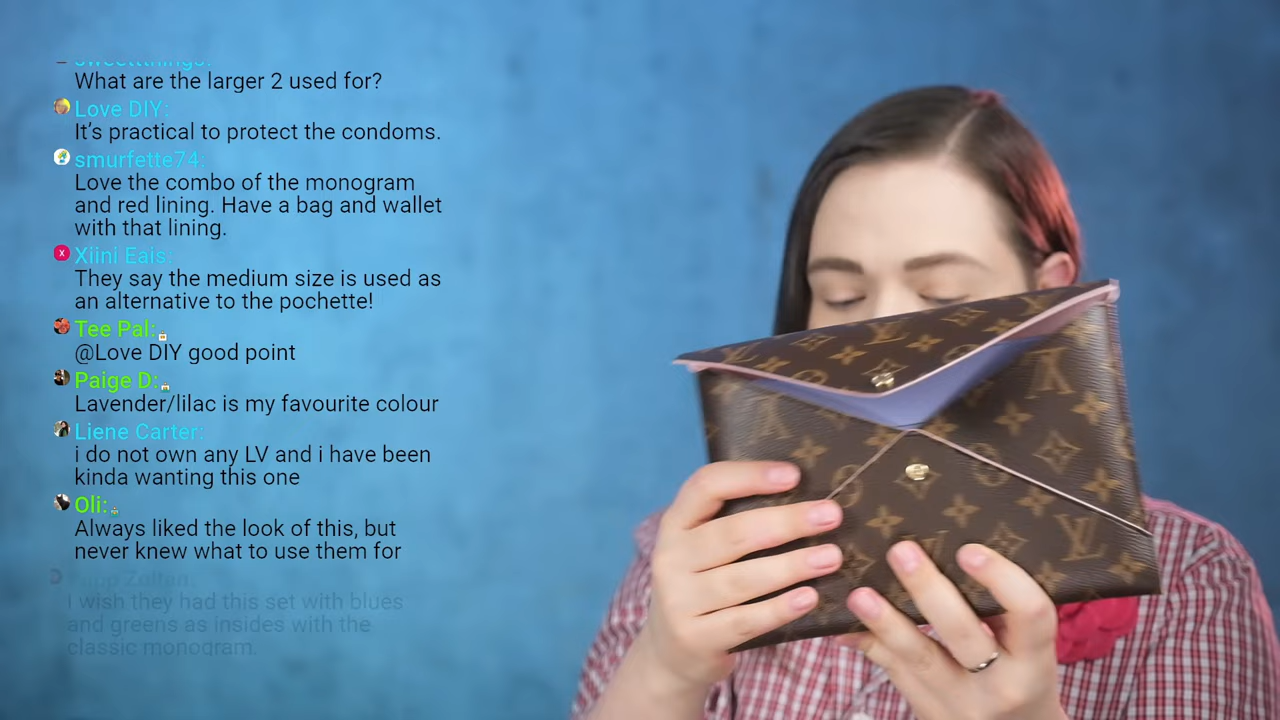 sweetthings:
What are the larger 2 used for?
Love DIY:
It’s practical to protect the condoms.
smurfette74:
Love the combo of the monogram
and red lining. Have a bag and wallet
with that lining.
X
Xiini Eais:
They say the medium size is used as
an alternative to the pochette!
Tee Pal:
@Love DIY good point
Paige D:
Lavender/lilac is my favourite colour
Liene Carter:
i do not own any LV and i have been
kinda wanting this one
Oli:
Always liked the look of this, but
never knew what to use them for
Zoltan:
I wish they had this set with blues
and greens as insides with the
classic monogram.
LV
LV
LV